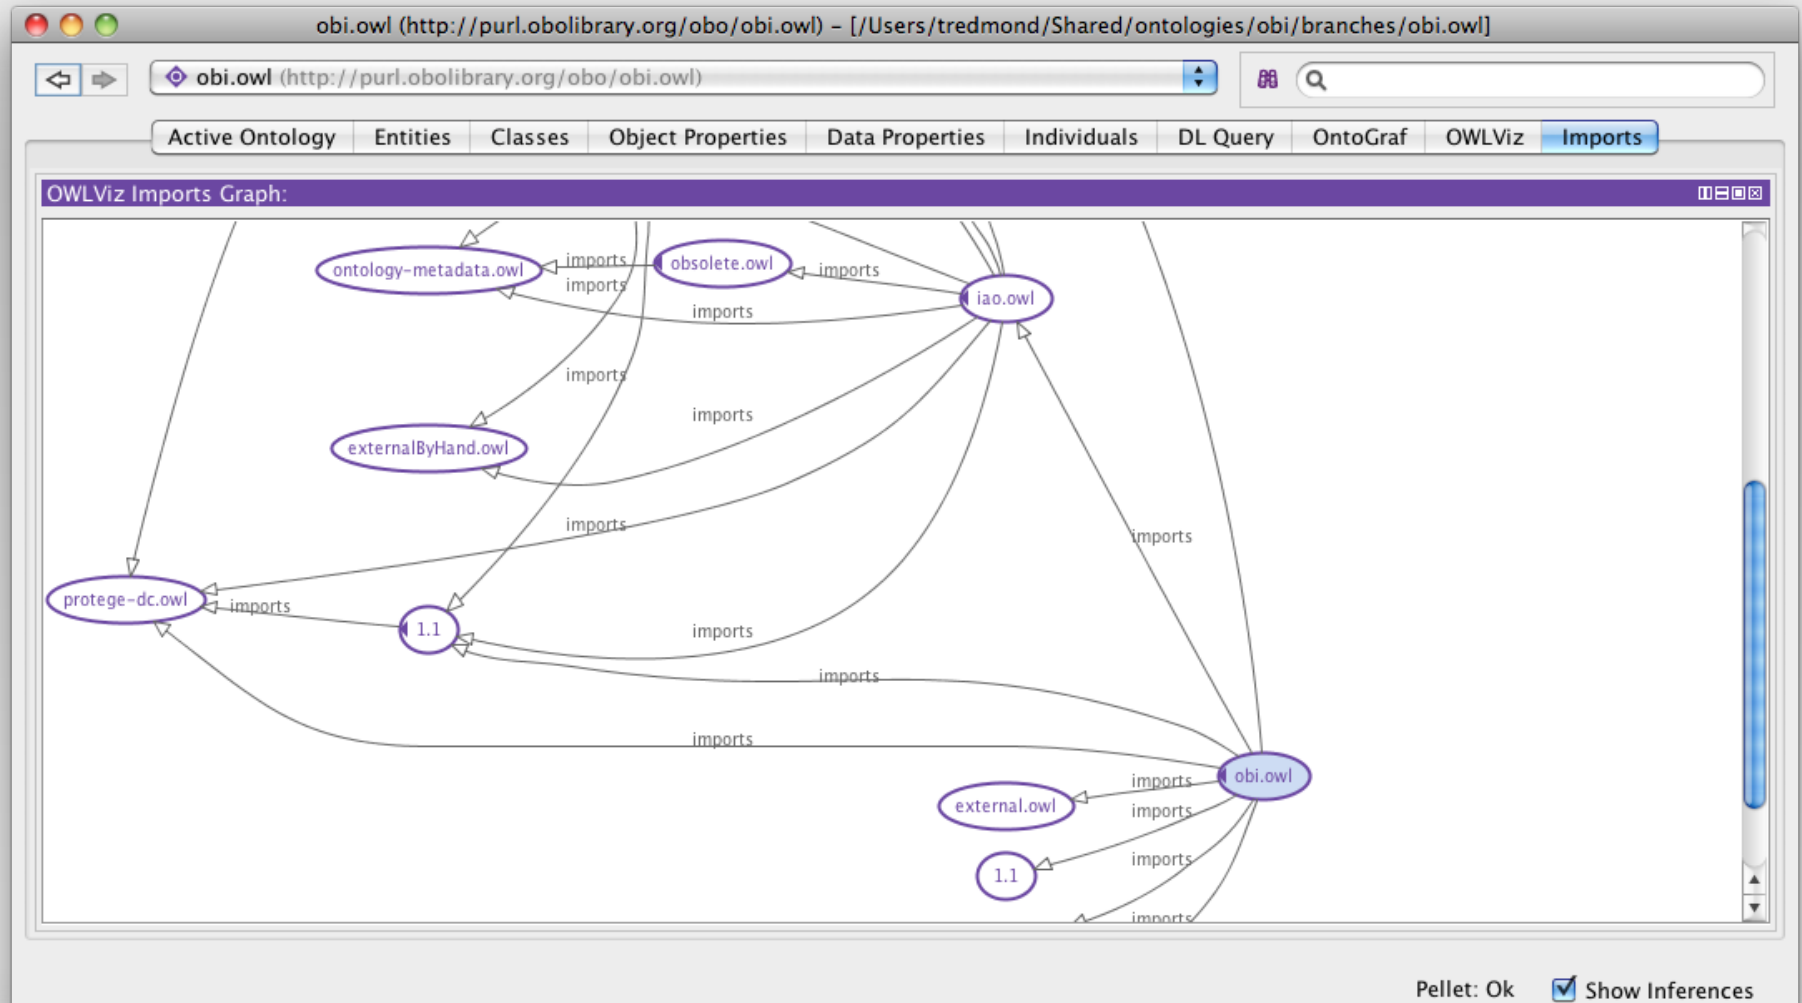 obi.owl (http://purl.obolibrary.org/obo/obi.owl) – [/Users/tredmond/Shared/ontologies/obi/branches/obi.owl]
obi.owl (http://purl.obolibrary.org/obo/obi.owl)
Active Ontology Entities Classes Object Properties Data Properties Individuals DL Query OntoGraf OWLViz Imports
OWLViz Imports Graph:
ontology-metadata.owl imports obsolete.owl imports
imports
iao.owl
imports
imports
imports
externalByHand.owl
imports
imports
protege-dc.owl imports
1.1 imports
imports
imports
obi.owl
imports
external.owl
imports
imports
1.1
imports
Pellet: Ok Show Inferences